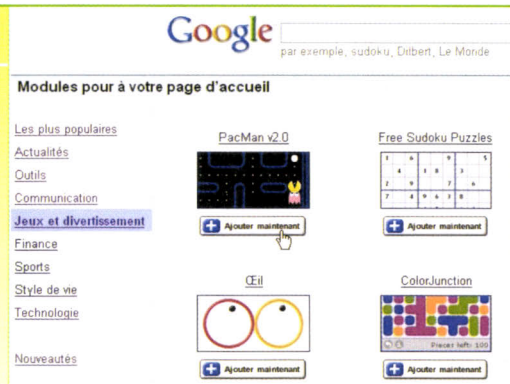 Google
par exemple, sudoku, Dilbert, Le Monde
Modules pour à votre page d'accueil
Les plus populaires
Actualités
Outils
Communication
Jeux et divertissement
Finance
Sports
Style de vie
Technologie
Nouveautés
PacMan v2.0
Free Sudoku Puzzles
Ajouter maintenant
Ajouter maintenant
Œil
ColorJunction
Pieces left: 100
Ajouter maintenant
Ajouter maintenant